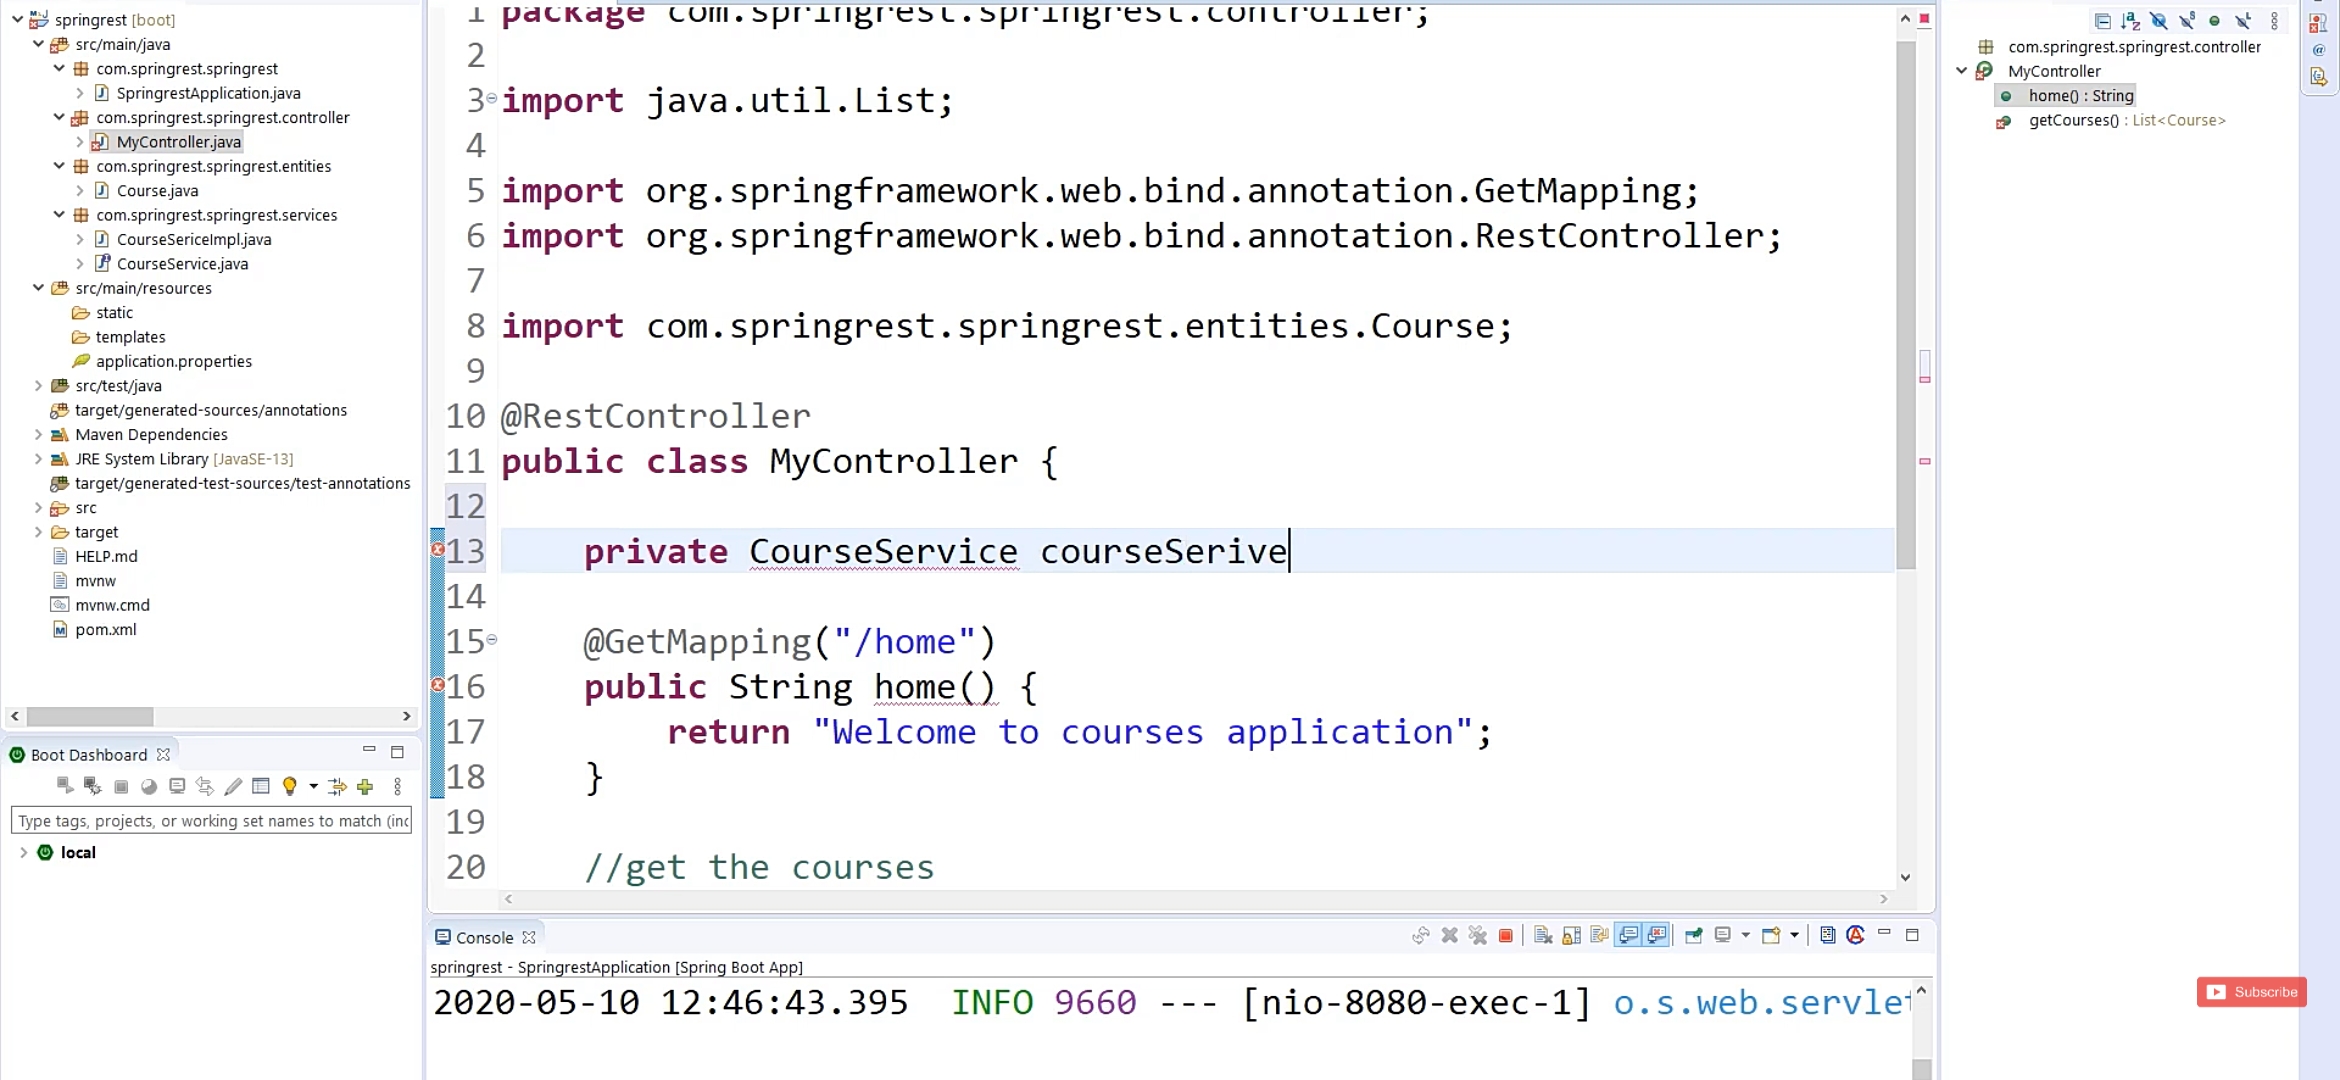 springrest [boot]
src/main/java
com.springrest.springrest
SpringrestApplication.java
com.springrest.springrest.controller
MyController.java
com.springrest.springrest.entities
Course.java
com.springrest.springrest.services
CourseSericeImpl.java
CourseService.java
src/main/resources
static
templates
application.properties
src/test/java
target/generated-sources/annotations
Maven Dependencies
JRE System Library [JavaSE-13]
target/generated-test-sources/test-annotations
src
target
HELP.md
mvnw
mvnw.cmd
pom.xml
Boot Dashboard
Type tags, projects, or working set names to match (inc
local
1 package com.springrest.springrest.controller;
2
3 import java.util.List;
4
5 import org.springframework.web.bind.annotation.GetMapping;
6 import org.springframework.web.bind.annotation.RestController;
7
8 import com.springrest.springrest.entities.Course;
9
10 @RestController
11 public class MyController {
12
13 private CourseService courseSerive
14
15 @GetMapping("/home")
16 public String home() {
17 return "Welcome to courses application";
18 }
19
20 //get the courses
Console
springrest - SpringrestApplication [Spring Boot App]
2020-05-10 12:46:43.395 INFO 9660 --- [nio-8080-exec-1] o.s.web.servlet
com.springrest.springrest.controller
MyController
home() : String
getCourses() : List<Course>
Subscribe